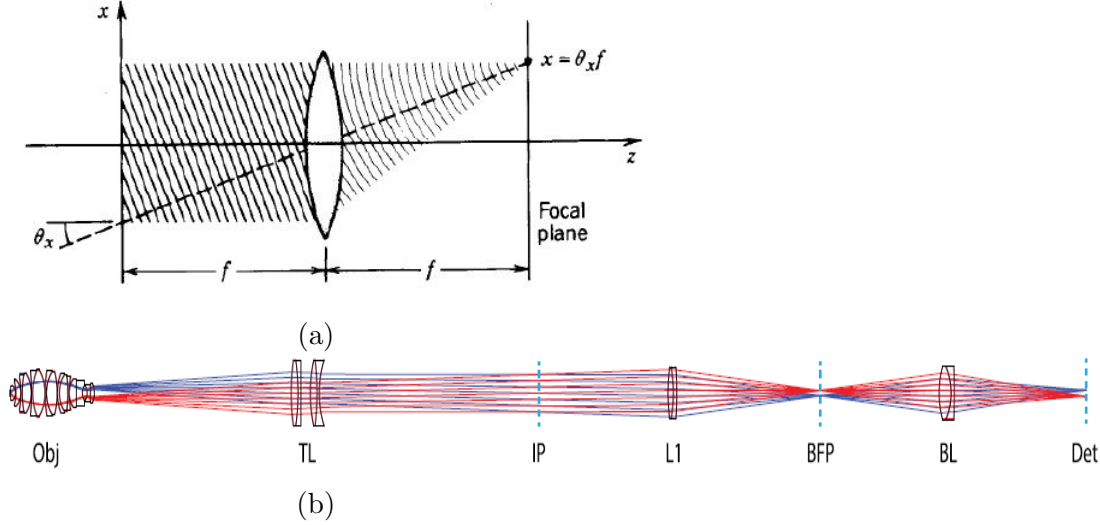 x
x = θₓf
z
θₓ
Focal
plane
f
f
(a)
Obj
TL
IP
L1
BFP
BL
Det
(b)